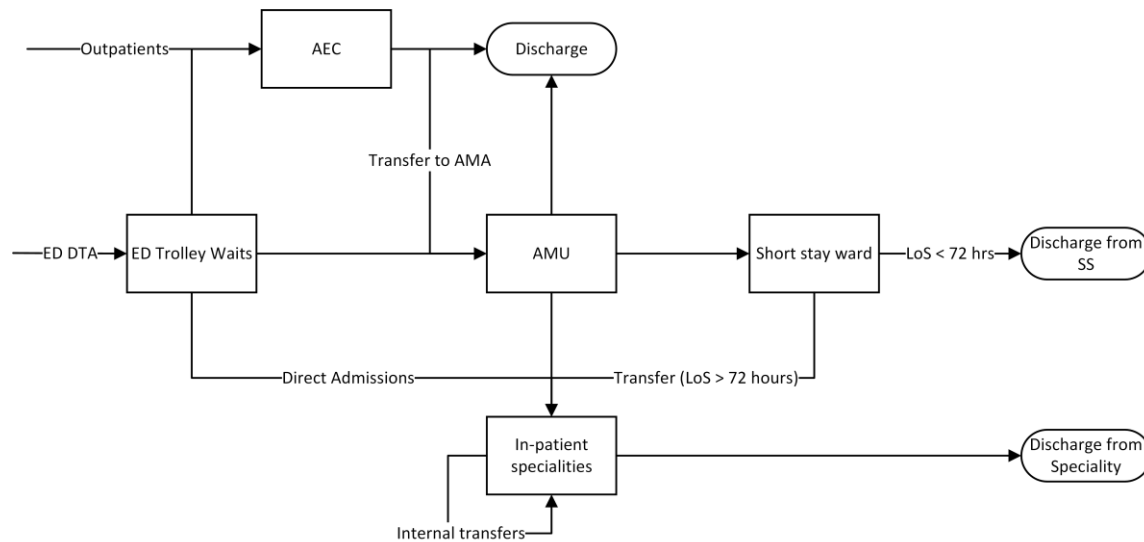 Outpatients
AEC
Discharge
Transfer to AMA
ED DTA
ED Trolley Waits
AMU
Short stay ward
LoS < 72 hrs
Discharge from
SS
Direct Admissions
Transfer (LoS > 72 hours)
In-patient
specialities
Discharge from
Speciality
Internal transfers